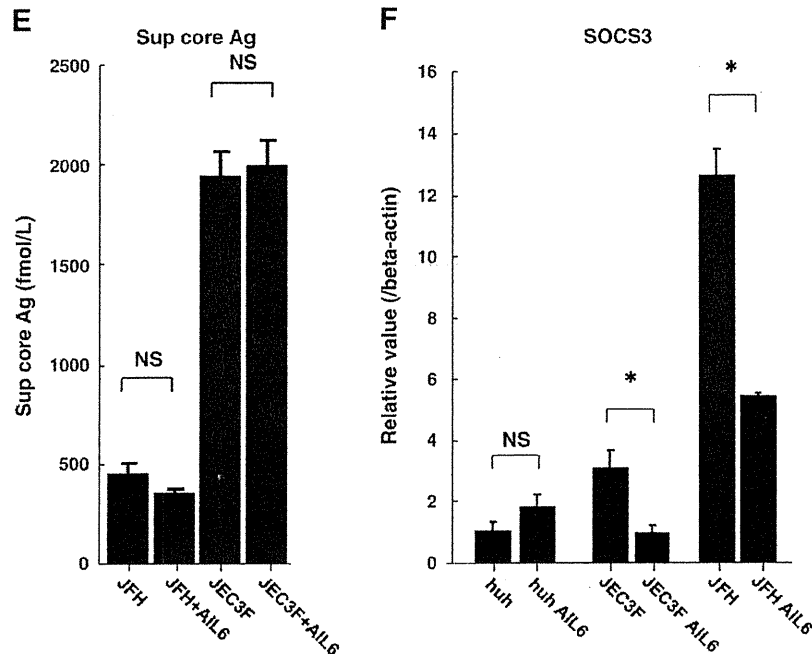 E
Sup core Ag
Sup core Ag (fmol/L)
2500
2000
1500
1000
500
0
NS
NS
JFH
JFH+AIL6
JEC3F
JEC3F+AIL6
F
SOCS3
Relative value (/beta-actin)
16
14
12
10
8
6
4
2
0
NS
*
*
huh
huh AIL6
JEC3F
JEC3F AIL6
JFH
JFH AIL6